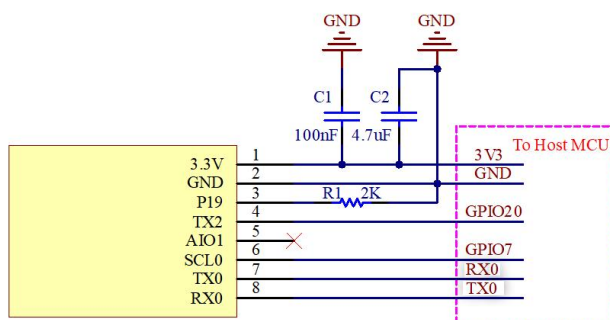 GND GND
C1 C2
100nF 4.7uF
To Host MCU
3.3V 1 3V3
GND 2 GND
P19 3 R1 2K
TX2 4 GPIO20
AIO1 5
SCL0 6 GPIO7
TX0 7 RX0
RX0 8 TX0